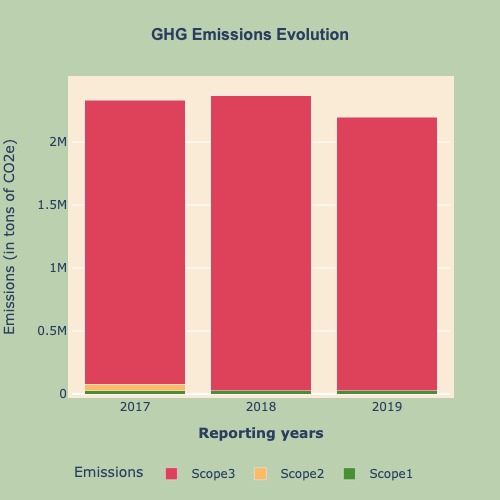 GHG Emissions Evolution
Emissions (in tons of CO2e)
2M
1.5M
1M
0.5M
0
2017 2018 2019
Reporting years
Emissions Scope3 Scope2 Scope1